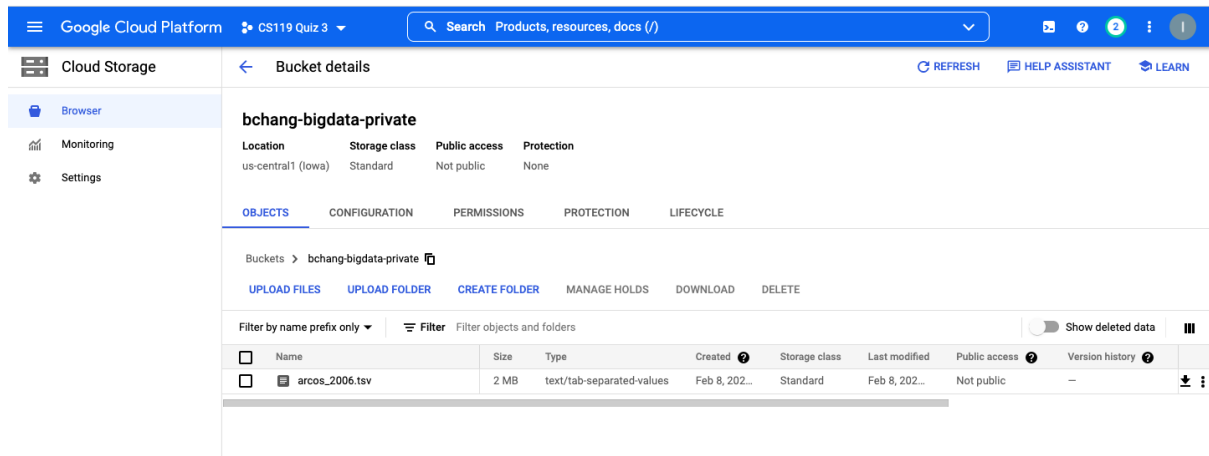 Google Cloud Platform CS119 Quiz 3 Search Products, resources, docs (/) 2 I
Cloud Storage Bucket details REFRESH HELP ASSISTANT LEARN
Browser
Monitoring
Settings
bchang-bigdata-private
Location Storage class Public access Protection
us-central1 (Iowa) Standard Not public None
OBJECTS CONFIGURATION PERMISSIONS PROTECTION LIFECYCLE
Buckets > bchang-bigdata-private
UPLOAD FILES UPLOAD FOLDER CREATE FOLDER MANAGE HOLDS DOWNLOAD DELETE
Filter by name prefix only Filter Filter objects and folders Show deleted data
Name Size Type Created Storage class Last modified Public access Version history
arcos_2006.tsv 2 MB text/tab-separated-values Feb 8, 202... Standard Feb 8, 202... Not public —